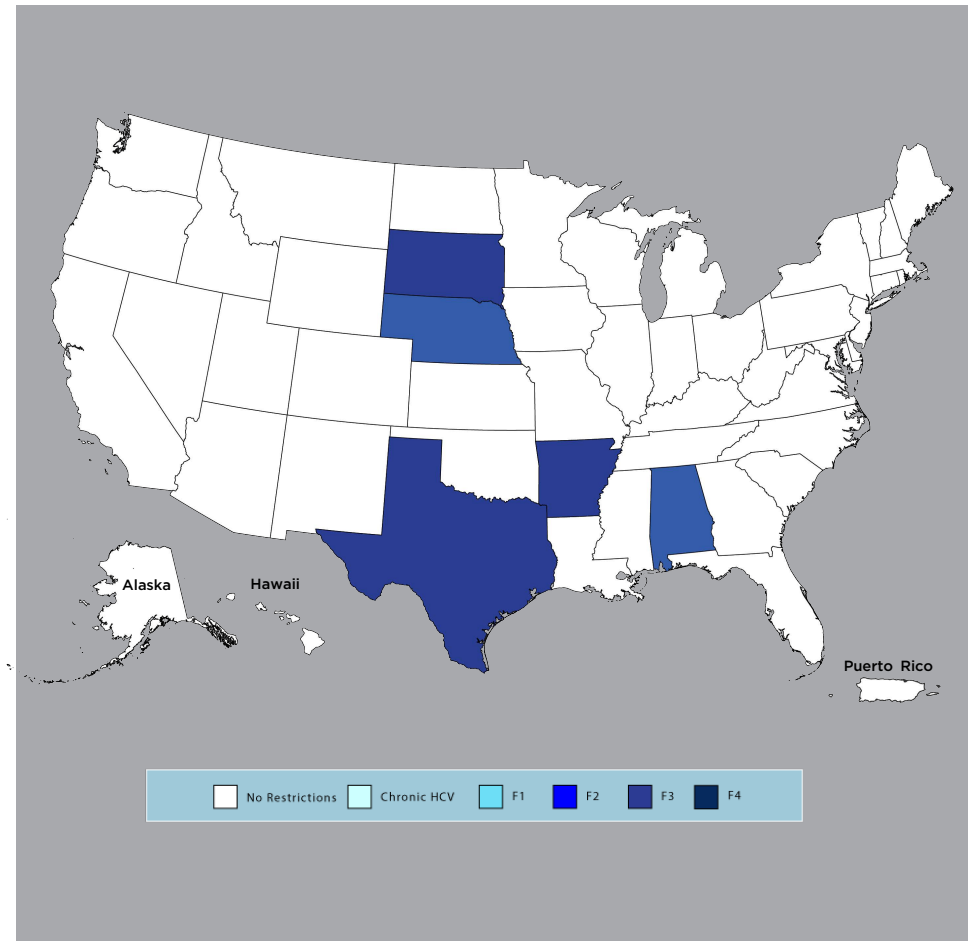 Alaska
Hawaii
Puerto Rico
No Restrictions
Chronic HCV
F1
F2
F3
F4